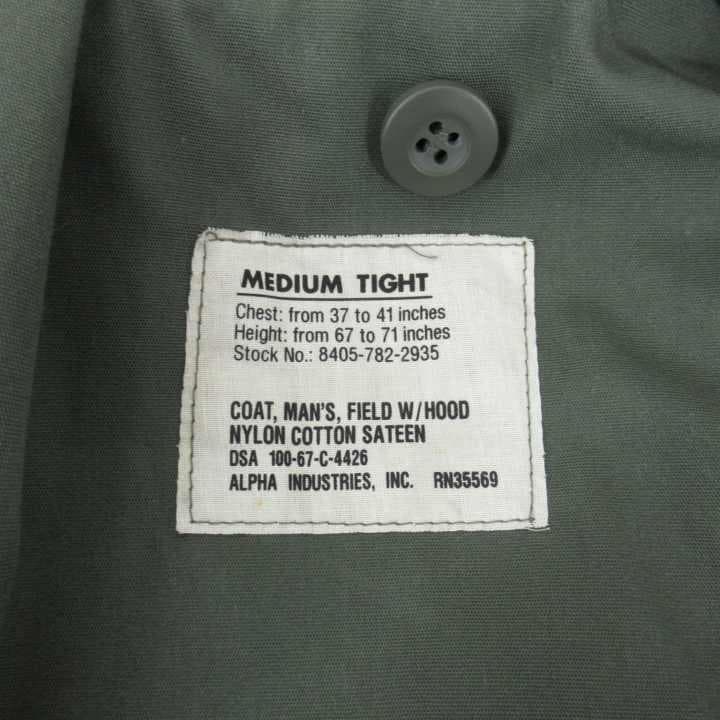 MEDIUM TIGHT
Chest: from 37 to 41 inches
Height: from 67 to 71 inches
Stock No.: 8405-782-2935
COAT, MAN'S, FIELD W/HOOD
NYLON COTTON SATEEN
DSA 100-67-C-4426
ALPHA INDUSTRIES, INC. RN35569